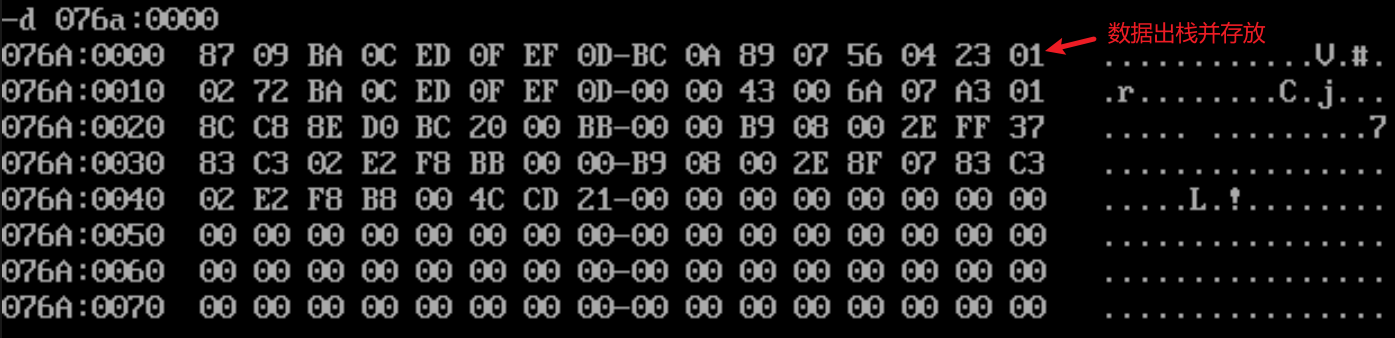 -d 076a:0000
数据出栈并存放
076A:0000 87 09 BA 0C ED 0F EF 0D-BC 0A 89 07 56 04 23 01 ............V.#.
076A:0010 02 72 BA 0C ED 0F EF 0D-00 00 43 00 6A 07 A3 01 .r........C.j...
076A:0020 8C C8 8E D0 BC 20 00 BB-00 00 B9 08 00 2E FF 37 ..... .........7
076A:0030 83 C3 02 E2 F8 BB 00 00-B9 08 00 2E 8F 07 83 C3 ................
076A:0040 02 E2 F8 B8 00 4C CD 21-00 00 00 00 00 00 00 00 .....L.!........
076A:0050 00 00 00 00 00 00 00 00-00 00 00 00 00 00 00 00 ................
076A:0060 00 00 00 00 00 00 00 00-00 00 00 00 00 00 00 00 ................
076A:0070 00 00 00 00 00 00 00 00-00 00 00 00 00 00 00 00 ................